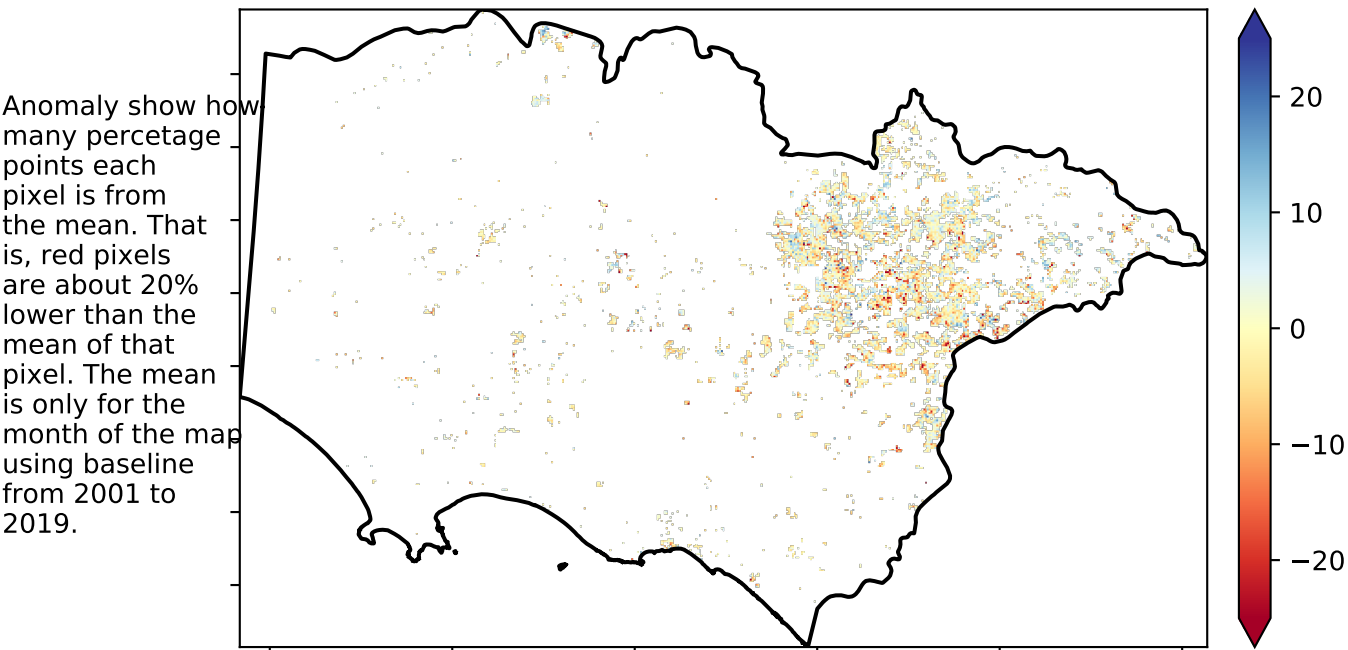 Anomaly show how
many percetage
points each
pixel is from
the mean. That
is, red pixels
are about 20%
lower than the
mean of that
pixel. The mean
is only for the
month of the map
using baseline
from 2001 to
2019.
20
10
0
−10
−20